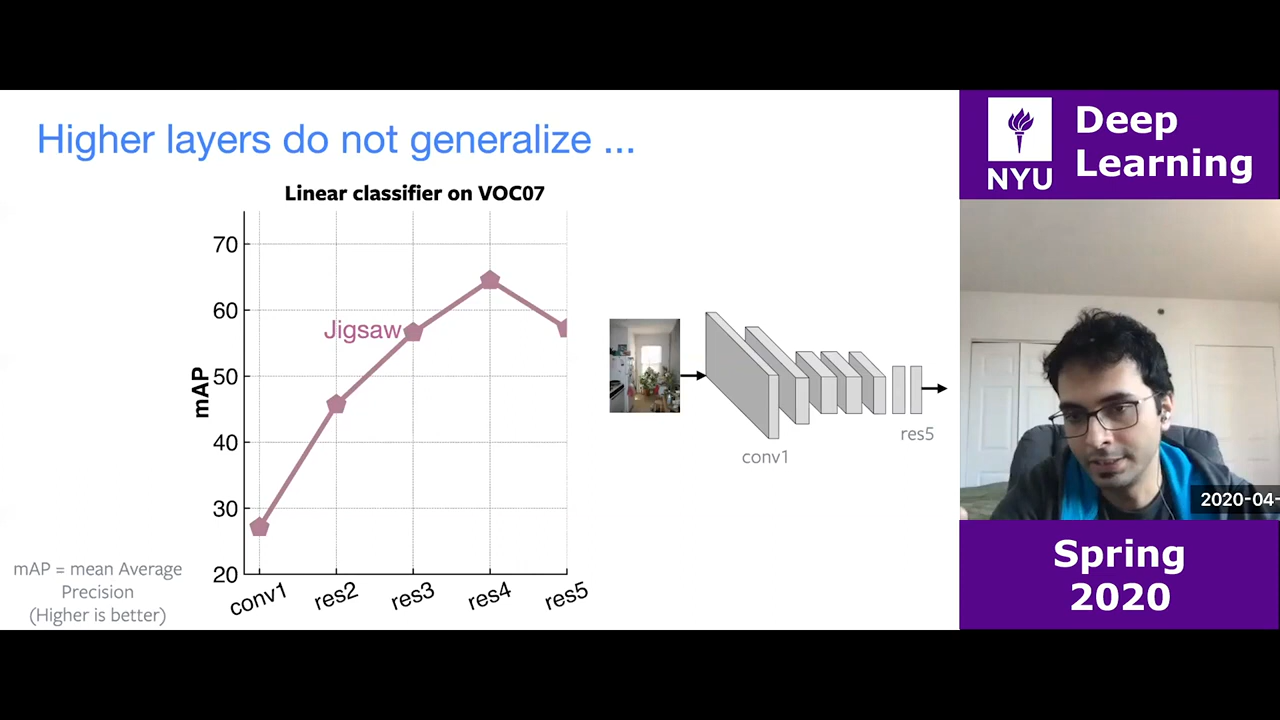 Higher layers do not generalize ...
Linear classifier on VOC07
70
60
50
40
30
20
mAP
Jigsaw
conv1
res2
res3
res4
res5
conv1
res5
mAP = mean Average
Precision
(Higher is better)
NYU
Deep
Learning
2020-04-
Spring
2020